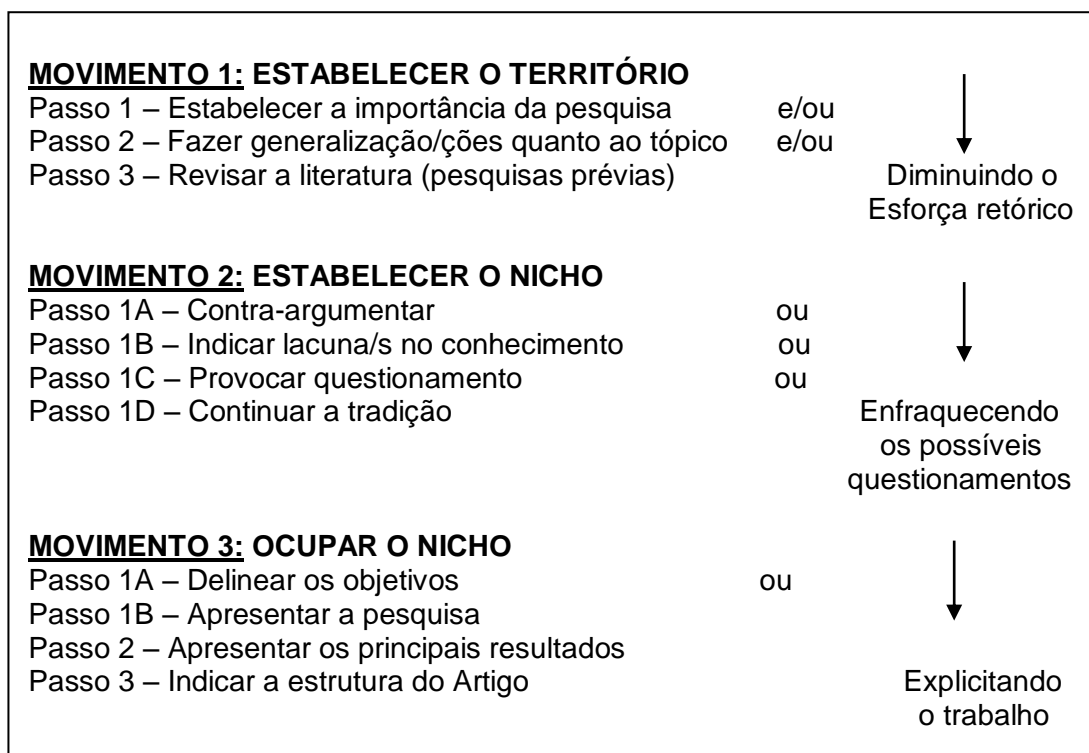 MOVIMENTO 1: ESTABELECER O TERRITÓRIO
Passo 1 – Estabelecer a importância da pesquisa e/ou
Passo 2 – Fazer generalização/ções quanto ao tópico e/ou
Passo 3 – Revisar a literatura (pesquisas prévias)
Diminuindo o
Esforça retórico
MOVIMENTO 2: ESTABELECER O NICHO
Passo 1A – Contra-argumentar ou
Passo 1B – Indicar lacuna/s no conhecimento ou
Passo 1C – Provocar questionamento ou
Passo 1D – Continuar a tradição
Enfraquecendo
os possíveis
questionamentos
MOVIMENTO 3: OCUPAR O NICHO
Passo 1A – Delinear os objetivos ou
Passo 1B – Apresentar a pesquisa
Passo 2 – Apresentar os principais resultados
Passo 3 – Indicar a estrutura do Artigo
Explicitando
o trabalho